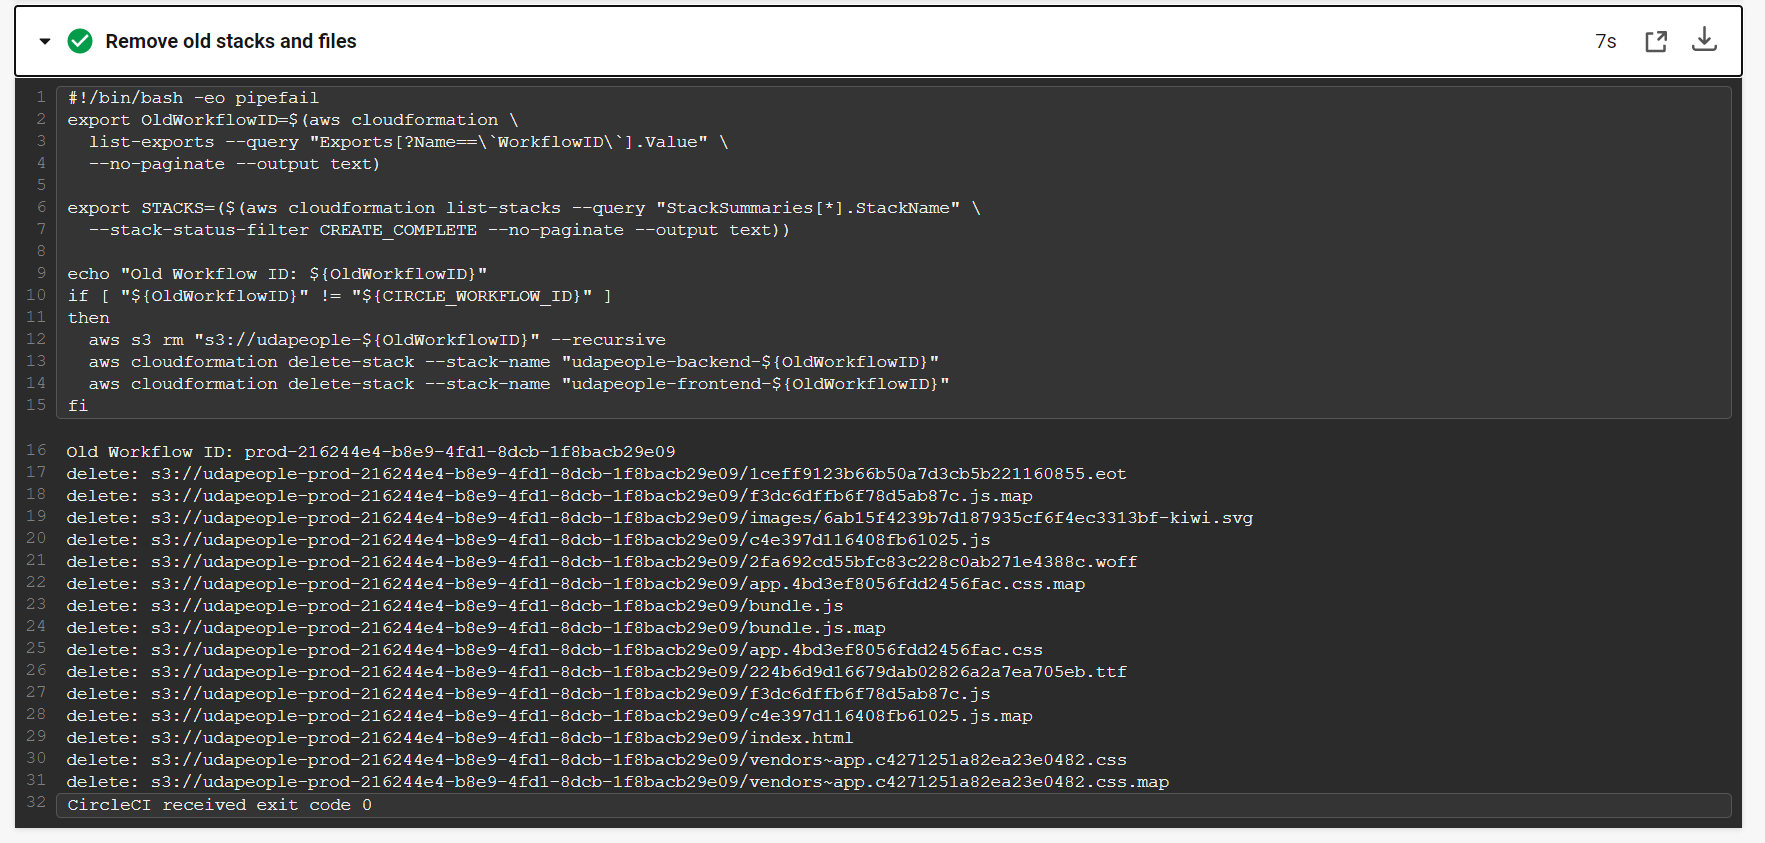 Remove old stacks and files 7s
1 #!/bin/bash -eo pipefail
2 export OldWorkflowID=$(aws cloudformation \
3   list-exports --query "Exports[?Name==\`WorkflowID\`].Value" \
4   --no-paginate --output text)
5
6 export STACKS=($(aws cloudformation list-stacks --query "StackSummaries[*].StackName" \
7   --stack-status-filter CREATE_COMPLETE --no-paginate --output text))
8
9 echo "Old Workflow ID: ${OldWorkflowID}"
10 if [ "${OldWorkflowID}" != "${CIRCLE_WORKFLOW_ID}" ]
11 then
12   aws s3 rm "s3://udapeople-${OldWorkflowID}" --recursive
13   aws cloudformation delete-stack --stack-name "udapeople-backend-${OldWorkflowID}"
14   aws cloudformation delete-stack --stack-name "udapeople-frontend-${OldWorkflowID}"
15 fi
16 Old Workflow ID: prod-216244e4-b8e9-4fd1-8dcb-1f8bacb29e09
17 delete: s3://udapeople-prod-216244e4-b8e9-4fd1-8dcb-1f8bacb29e09/1ceff9123b66b50a7d3cb5b221160855.eot
18 delete: s3://udapeople-prod-216244e4-b8e9-4fd1-8dcb-1f8bacb29e09/f3dc6dffb6f78d5ab87c.js.map
19 delete: s3://udapeople-prod-216244e4-b8e9-4fd1-8dcb-1f8bacb29e09/images/6ab15f4239b7d187935cf6f4ec3313bf-kiwi.svg
20 delete: s3://udapeople-prod-216244e4-b8e9-4fd1-8dcb-1f8bacb29e09/c4e397d116408fb61025.js
21 delete: s3://udapeople-prod-216244e4-b8e9-4fd1-8dcb-1f8bacb29e09/2fa692cd55bfc83c228c0ab271e4388c.woff
22 delete: s3://udapeople-prod-216244e4-b8e9-4fd1-8dcb-1f8bacb29e09/app.4bd3ef8056fdd2456fac.css.map
23 delete: s3://udapeople-prod-216244e4-b8e9-4fd1-8dcb-1f8bacb29e09/bundle.js
24 delete: s3://udapeople-prod-216244e4-b8e9-4fd1-8dcb-1f8bacb29e09/bundle.js.map
25 delete: s3://udapeople-prod-216244e4-b8e9-4fd1-8dcb-1f8bacb29e09/app.4bd3ef8056fdd2456fac.css
26 delete: s3://udapeople-prod-216244e4-b8e9-4fd1-8dcb-1f8bacb29e09/224b6d9d16679dab02826a2a7ea705eb.ttf
27 delete: s3://udapeople-prod-216244e4-b8e9-4fd1-8dcb-1f8bacb29e09/f3dc6dffb6f78d5ab87c.js
28 delete: s3://udapeople-prod-216244e4-b8e9-4fd1-8dcb-1f8bacb29e09/c4e397d116408fb61025.js.map
29 delete: s3://udapeople-prod-216244e4-b8e9-4fd1-8dcb-1f8bacb29e09/index.html
30 delete: s3://udapeople-prod-216244e4-b8e9-4fd1-8dcb-1f8bacb29e09/vendors~app.c4271251a82ea23e0482.css
31 delete: s3://udapeople-prod-216244e4-b8e9-4fd1-8dcb-1f8bacb29e09/vendors~app.c4271251a82ea23e0482.css.map
32 CircleCI received exit code 0